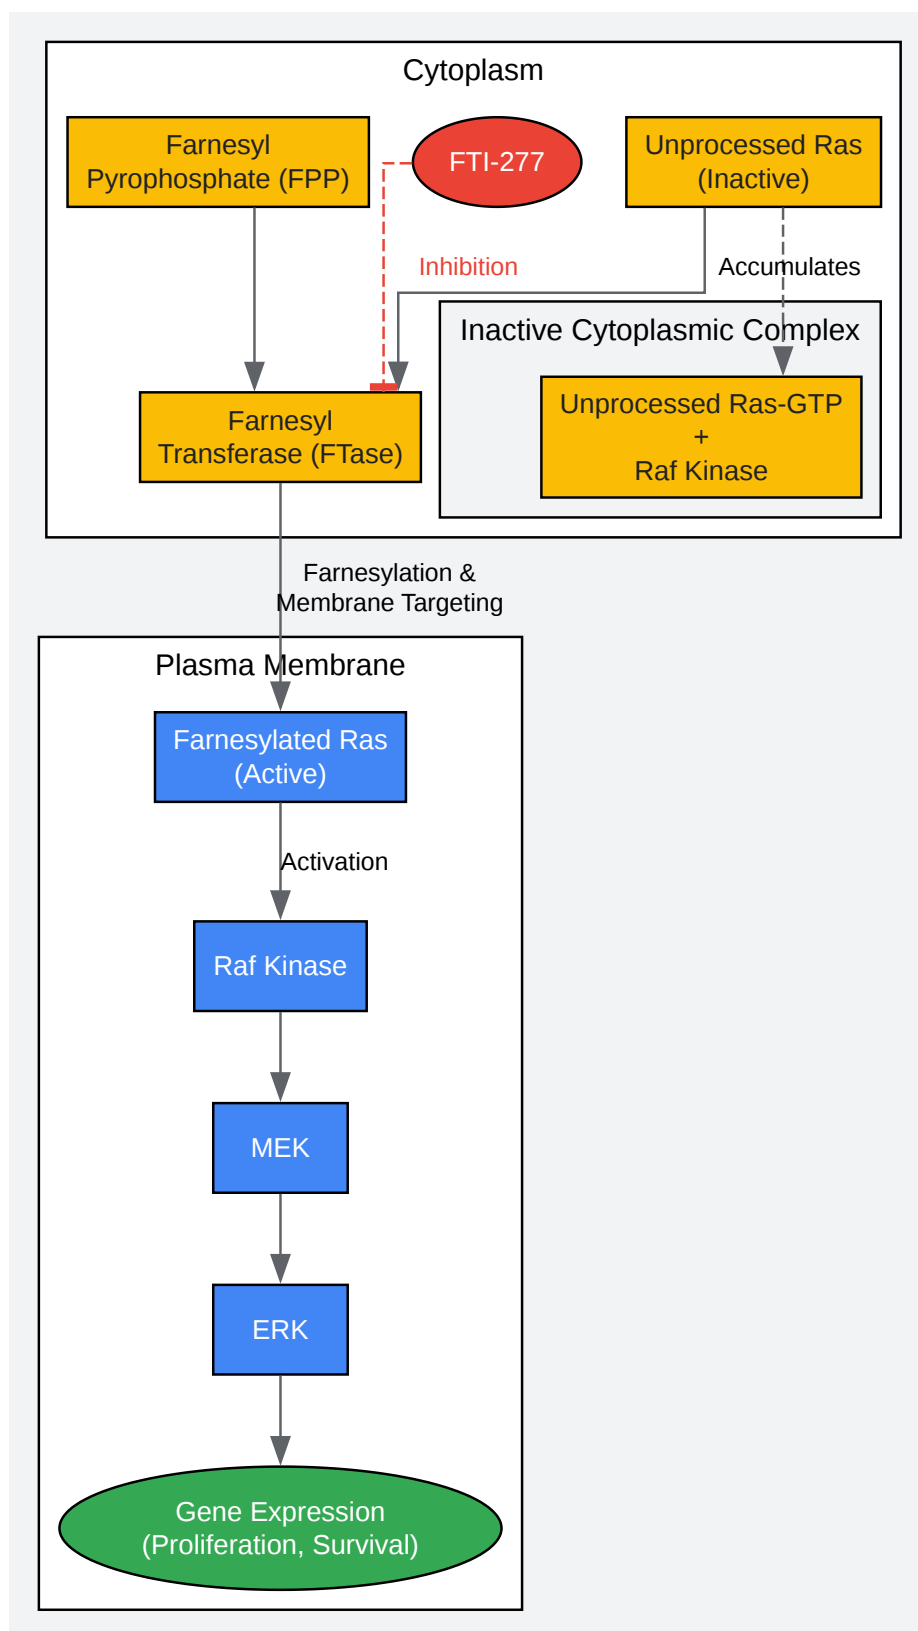 Cytoplasm
Farnesyl
Pyrophosphate (FPP)
FTI-277
Unprocessed Ras
(Inactive)
Inhibition
Accumulates
Inactive Cytoplasmic Complex
Farnesyl
Transferase (FTase)
Unprocessed Ras-GTP
+
Raf Kinase
Farnesylation &
Membrane Targeting
Plasma Membrane
Farnesylated Ras
(Active)
Activation
Raf Kinase
MEK
ERK
Gene Expression
(Proliferation, Survival)